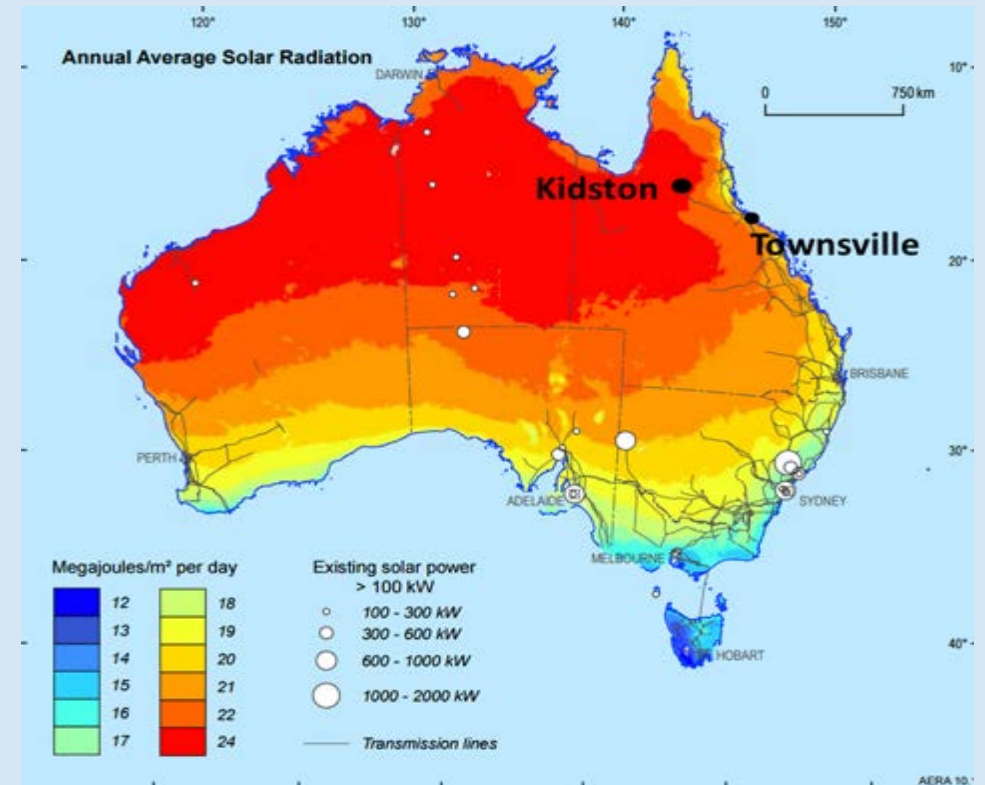 120°
130°
140°
150°
Annual Average Solar Radiation
DARWIN
10°
0
750 km
Kidston
Townsville
20°
BRISBANE
30°
PERTH
ADELAIDE
SYDNEY
MELBOURNE
40°
HOBART
Megajoules/m² per day
12
13
14
15
16
17
18
19
20
21
22
24
Existing solar power
> 100 kW
100 - 300 kW
300 - 600 kW
600 - 1000 kW
1000 - 2000 kW
Transmission lines
AERA 10.